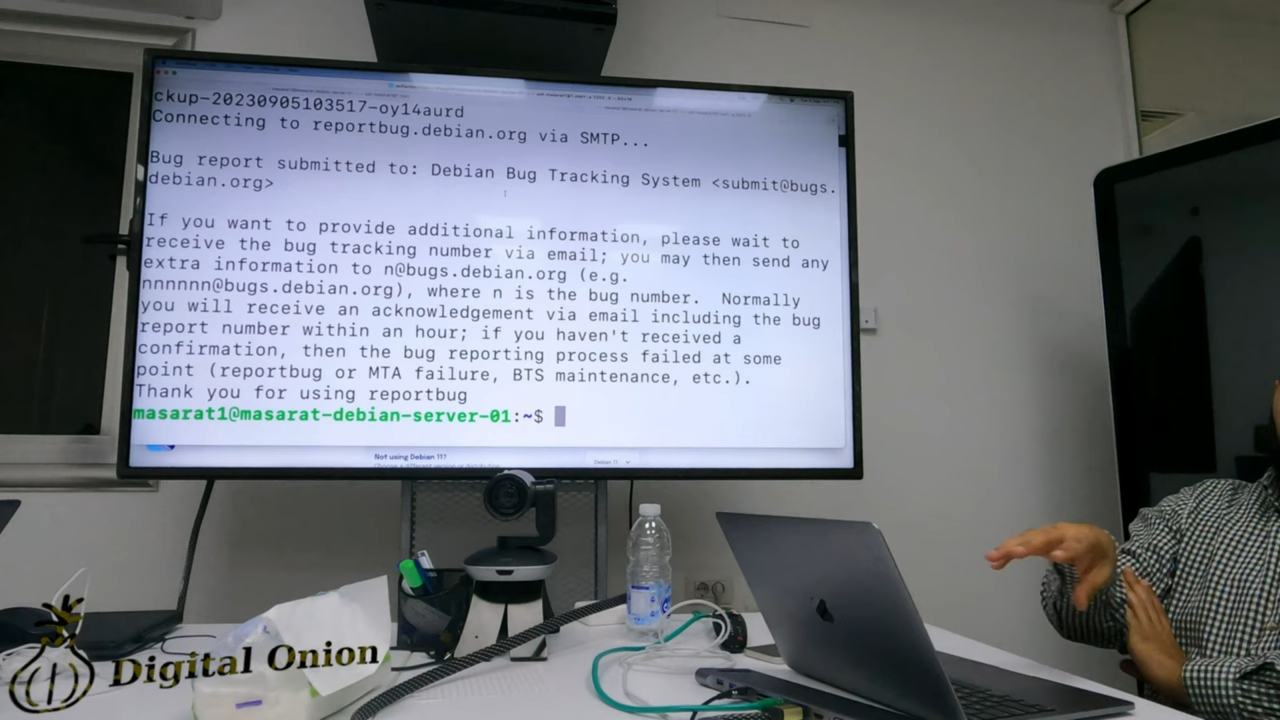 ckup-20230905103517-oy14aurd
Connecting to reportbug.debian.org via SMTP...
Bug report submitted to: Debian Bug Tracking System <submit@bugs.
debian.org>
If you want to provide additional information, please wait to
receive the bug tracking number via email; you may then send any
extra information to n@bugs.debian.org (e.g.
nnnnnn@bugs.debian.org), where n is the bug number.  Normally
you will receive an acknowledgement via email including the bug
report number within an hour; if you haven't received a
confirmation, then the bug reporting process failed at some
point (reportbug or MTA failure, BTS maintenance, etc.).
Thank you for using reportbug
masarat1@masarat-debian-server-01:~$
Not using Debian 11?
Debian 11
Digital Onion